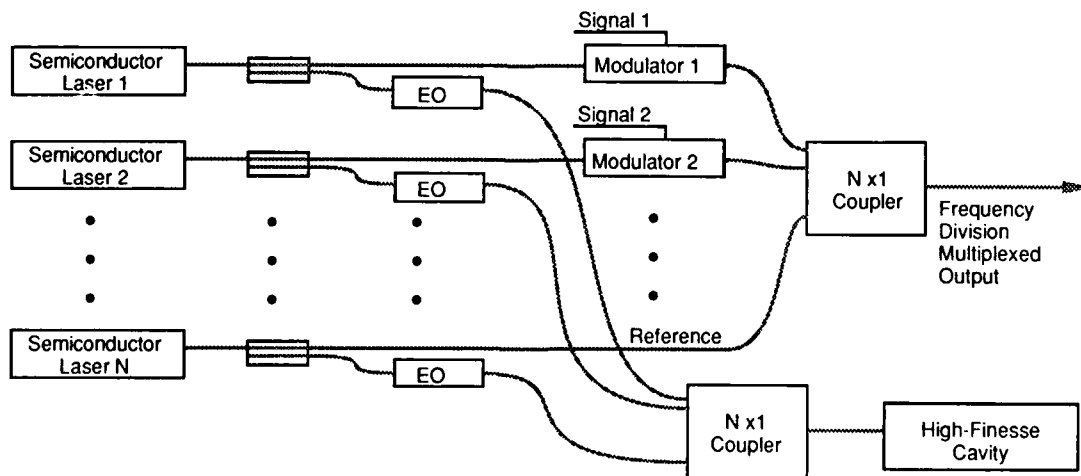 Signal 1
Semiconductor
Laser 1
Modulator 1
EO
Signal 2
Semiconductor
Laser 2
Modulator 2
EO
N x1
Coupler
Frequency
Division
Multiplexed
Output
Reference
Semiconductor
Laser N
EO
N x1
Coupler
High-Finesse
Cavity